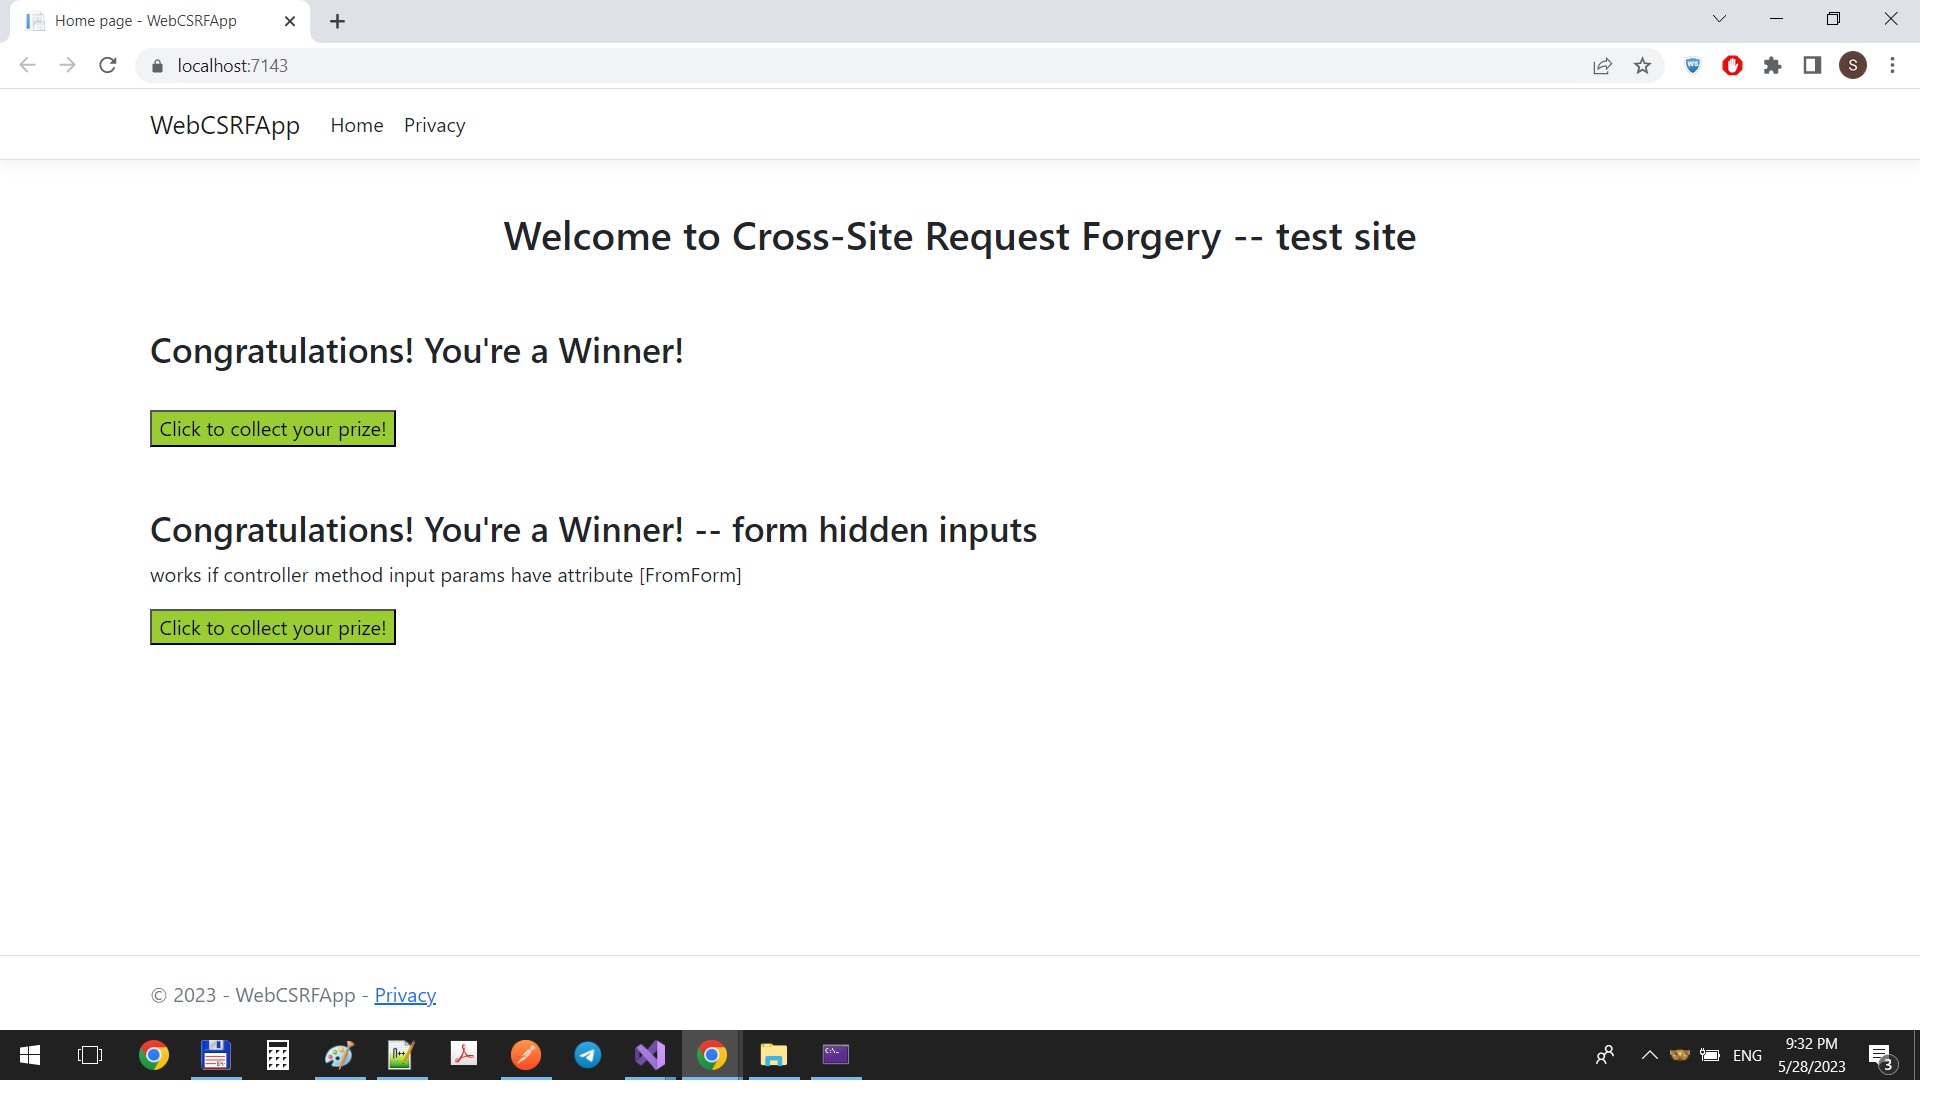 Home page - WebCSRFApp
localhost:7143
S
WebCSRFApp Home Privacy
Welcome to Cross-Site Request Forgery -- test site
Congratulations! You're a Winner!
Click to collect your prize!
Congratulations! You're a Winner! -- form hidden inputs
works if controller method input params have attribute [FromForm]
Click to collect your prize!
© 2023 - WebCSRFApp - Privacy
ENG
9:32 PM
5/28/2023
3